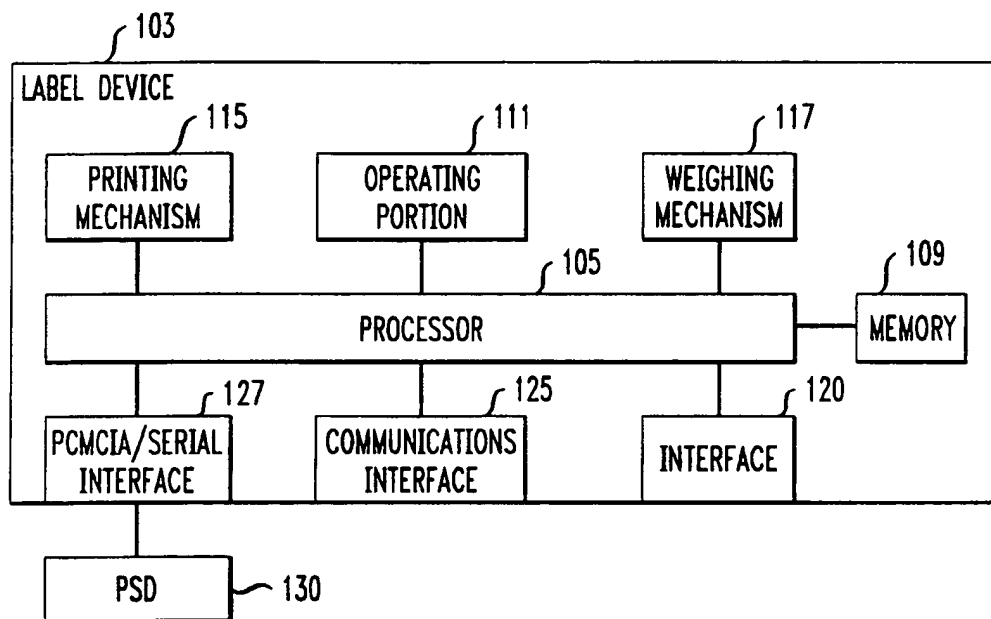 103
LABEL DEVICE
115
111
117
PRINTING
MECHANISM
OPERATING
PORTION
WEIGHING
MECHANISM
105
109
PROCESSOR
MEMORY
127
125
120
PCMCIA/SERIAL
INTERFACE
COMMUNICATIONS
INTERFACE
INTERFACE
PSD
130